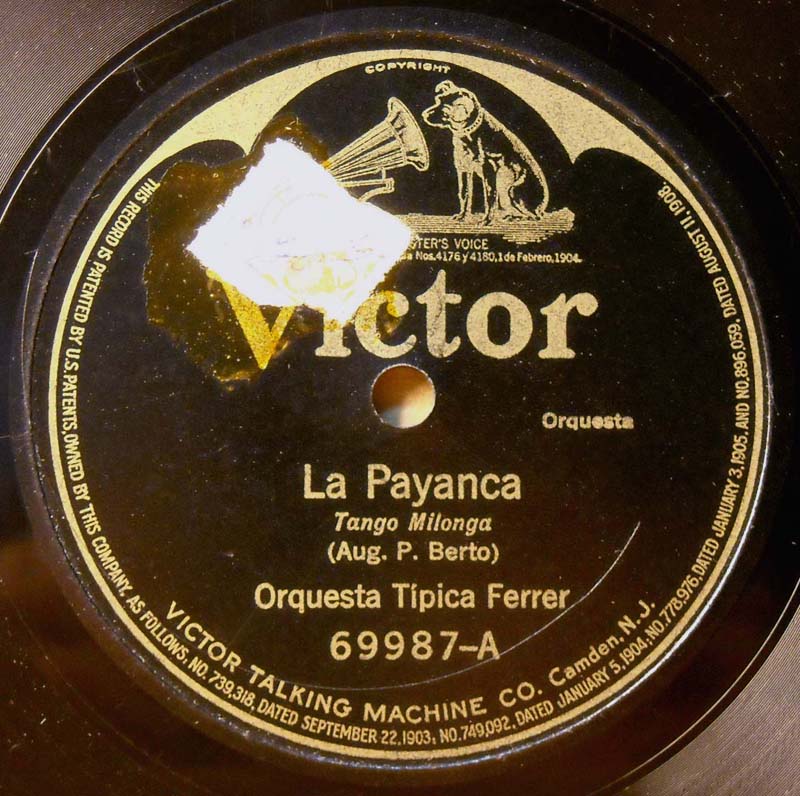 COPYRIGHT
STER'S VOICE
Nos. 4176 y 4180, 1 de Febrero, 1904.
Victor
Orquesta
La Payanca
Tango Milonga
(Aug. P. Berto)
Orquesta Típica Ferrer
69987-A
VICTOR TALKING MACHINE CO. Camden, N. J.
THIS RECORD IS PATENTED BY U.S. PATENTS, OWNED BY THIS COMPANY, AS FOLLOWS, NO. 739,318, DATED SEPTEMBER 22, 1903; NO. 749,092, DATED JANUARY 5, 1904; NO. 778,976, DATED JANUARY 3, 1905, AND NO. 896,059, DATED AUGUST 11, 1908.